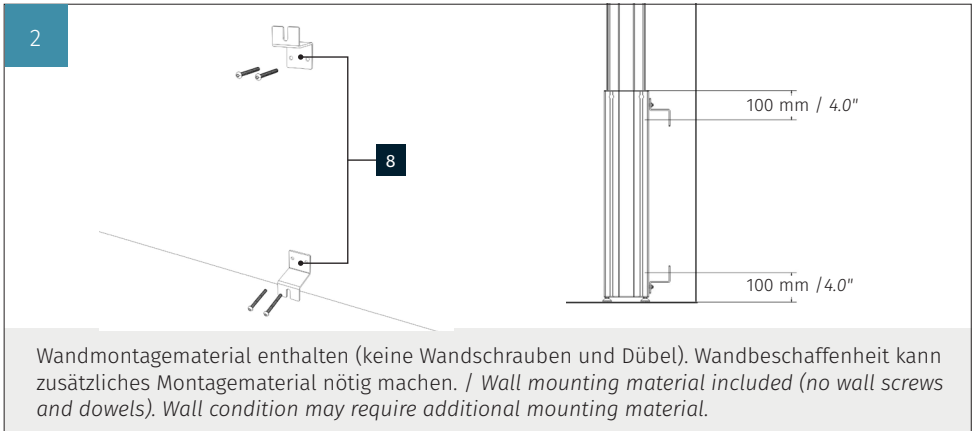 2
8
100 mm / 4.0"
100 mm /4.0"
Wandmontagematerial enthalten (keine Wandschrauben und Dübel). Wandbeschaffenheit kann
zusätzliches Montagematerial nötig machen. / Wall mounting material included (no wall screws
and dowels). Wall condition may require additional mounting material.